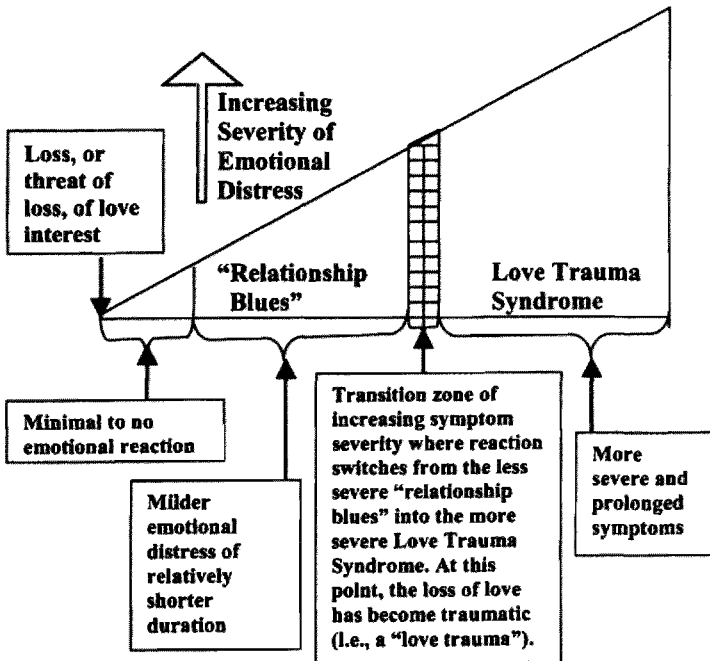 Increasing
Severity of
Emotional
Distress
Loss, or
threat of
loss, of love
interest
“Relationship
Blues”
Love Trauma
Syndrome
Minimal to no
emotional reaction
Milder
emotional
distress of
relatively
shorter
duration
Transition zone of
increasing symptom
severity where reaction
switches from the less
severe “relationship
blues” into the more
severe Love Trauma
Syndrome. At this
point, the loss of love
has become traumatic
(i.e., a “love trauma”).
More
severe and
prolonged
symptoms